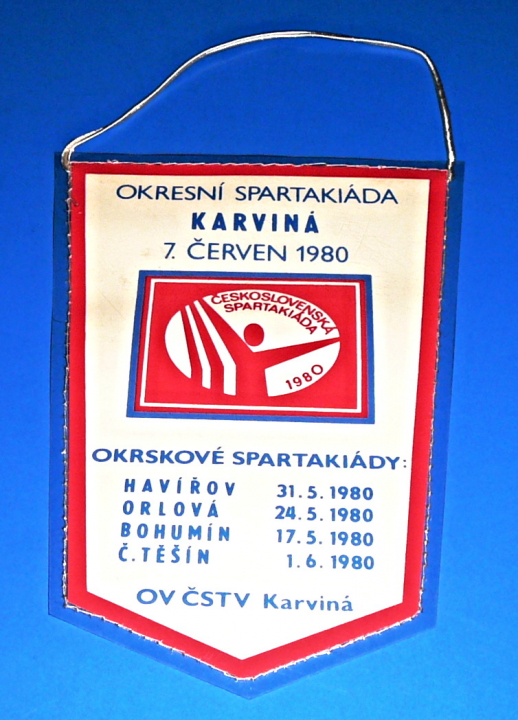 OKRESNÍ SPARTAKIÁDA
KARVINÁ
7. ČERVEN 1980
ČESKOSLOVENSKÁ
SPARTAKIÁDA
1980
OKRSKOVÉ SPARTAKIÁDY:
HAVÍŘOV 31. 5. 1980
ORLOVÁ 24. 5. 1980
BOHUMÍN 17. 5. 1980
Č. TĚŠÍN 1. 6. 1980
OV ČSTV Karviná